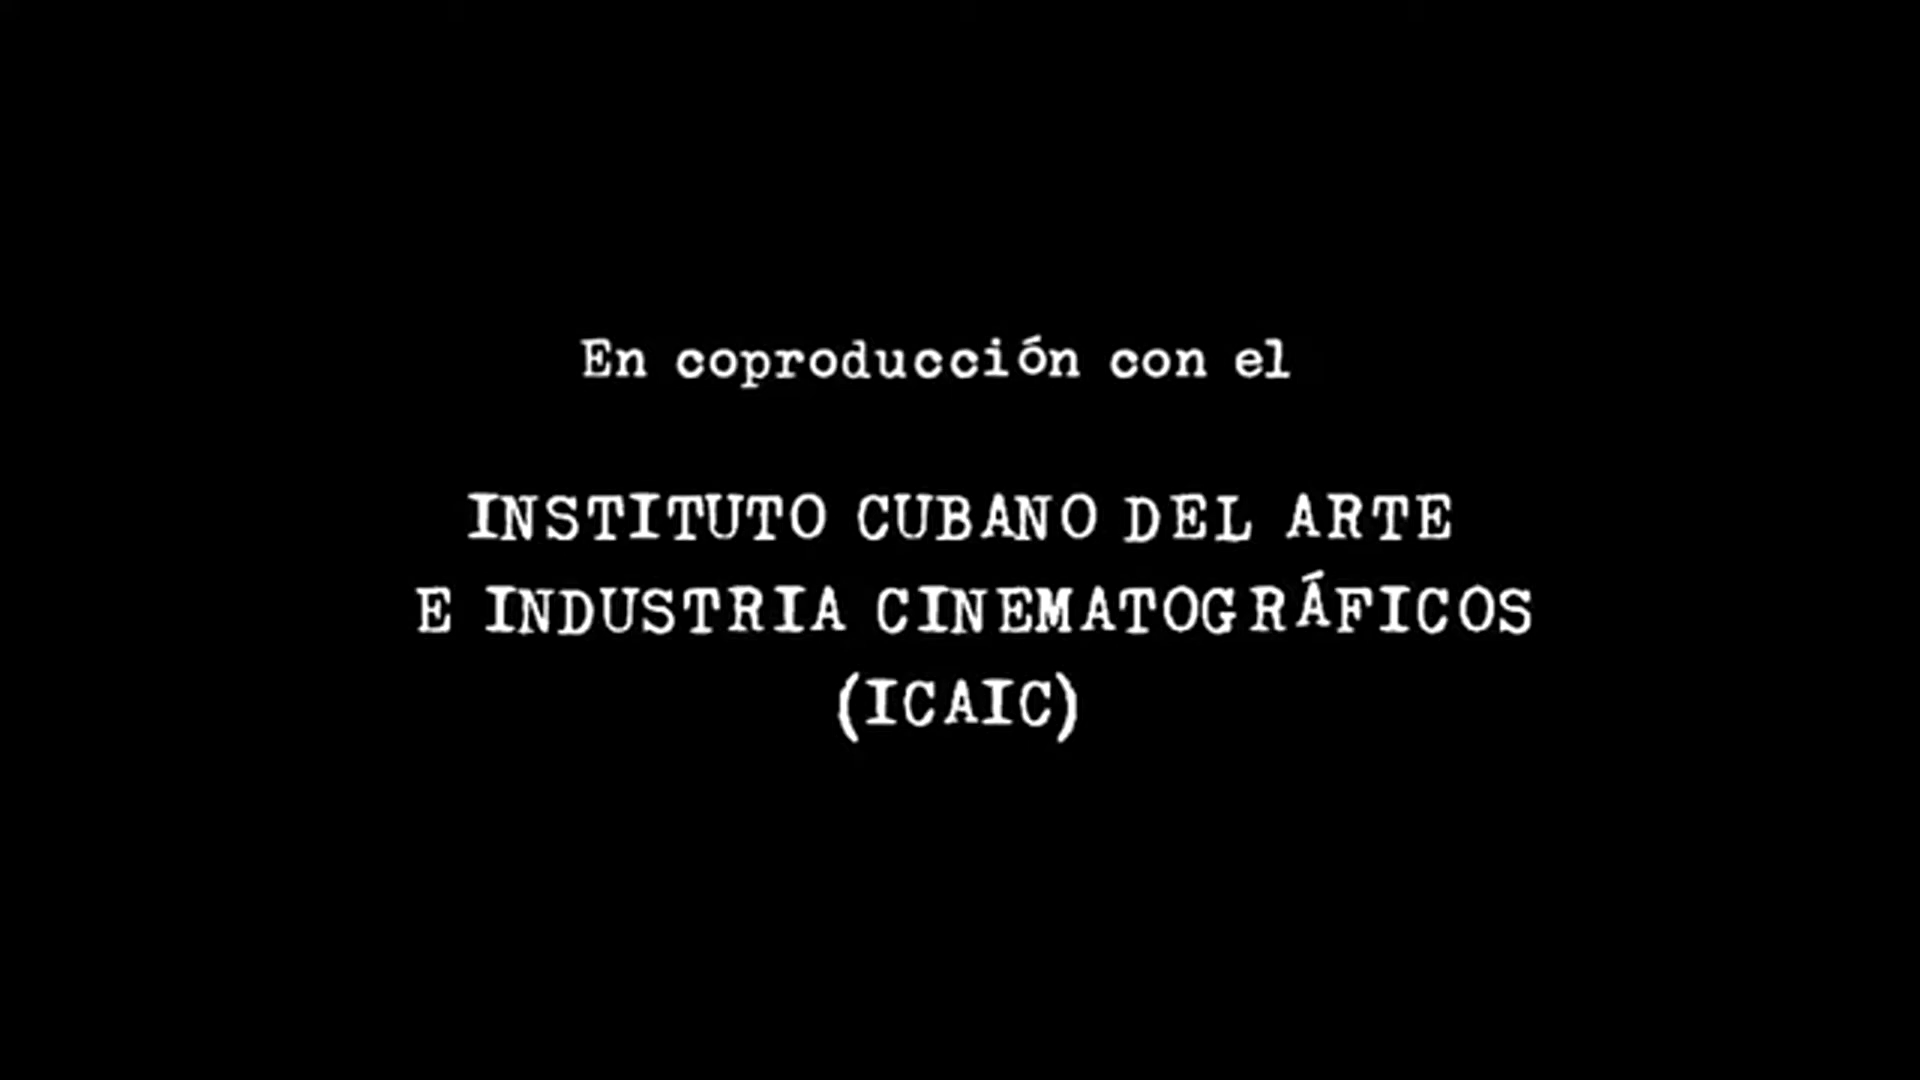 En coproducción con el
INSTITUTO CUBANO DEL ARTE
E INDUSTRIA CINEMATOGRÁFICOS
(ICAIC)